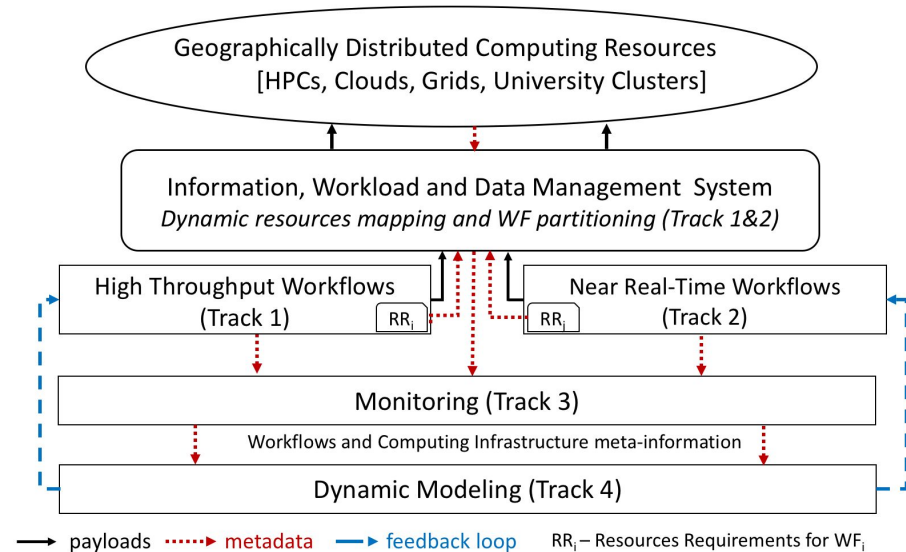 Geographically Distributed Computing Resources
[HPCs, Clouds, Grids, University Clusters]
Information, Workload and Data Management System
Dynamic resources mapping and WF partitioning (Track 1&2)
High Throughput Workflows
(Track 1)
RRi
Near Real-Time Workflows
(Track 2)
RRj
Monitoring (Track 3)
Workflows and Computing Infrastructure meta-information
Dynamic Modeling (Track 4)
payloads
metadata
feedback loop
RRi – Resources Requirements for WFi